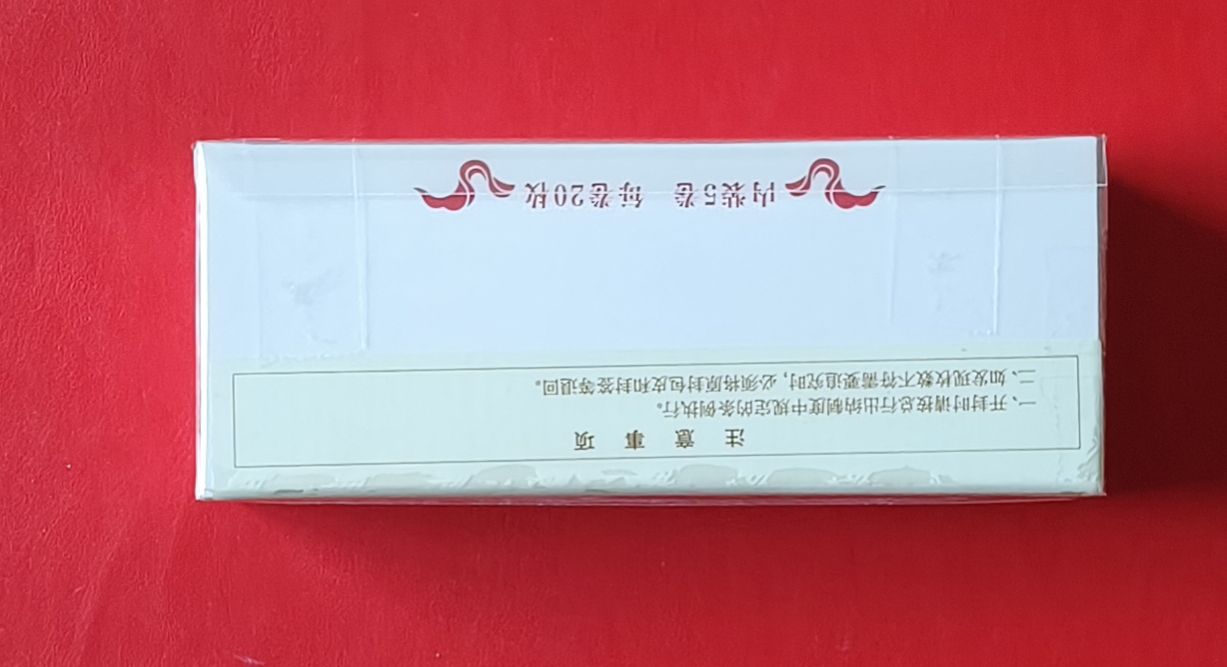 注意事项
一、开封时请按总行出纳制度中规定的条例执行。
二、如发现枚数不符需要追究时，必须将原封包皮和封签等退回。
内装5卷 每卷20枚